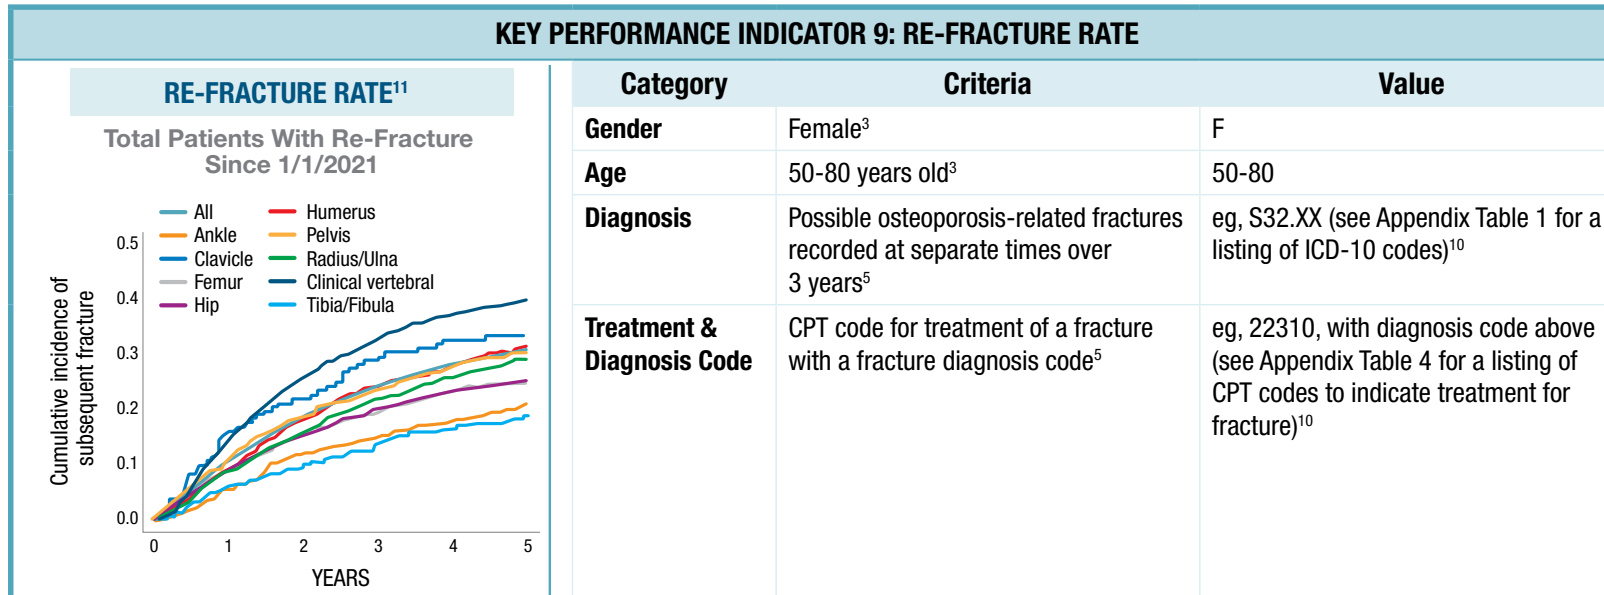 KEY PERFORMANCE INDICATOR 9: RE-FRACTURE RATE
RE-FRACTURE RATE¹¹
Total Patients With Re-Fracture
Since 1/1/2021
All
Ankle
Clavicle
Femur
Hip
Humerus
Pelvis
Radius/Ulna
Clinical vertebral
Tibia/Fibula
Cumulative incidence of
subsequent fracture
0.5
0.4
0.3
0.2
0.1
0.0
0 1 2 3 4 5
YEARS
Category Criteria Value
Gender Female³ F
Age 50-80 years old³ 50-80
Diagnosis Possible osteoporosis-related fractures eg, S32.XX (see Appendix Table 1 for a
recorded at separate times over listing of ICD-10 codes)¹⁰
3 years⁵
Treatment & CPT code for treatment of a fracture eg, 22310, with diagnosis code above
Diagnosis Code with a fracture diagnosis code⁵ (see Appendix Table 4 for a listing of
CPT codes to indicate treatment for
fracture)¹⁰